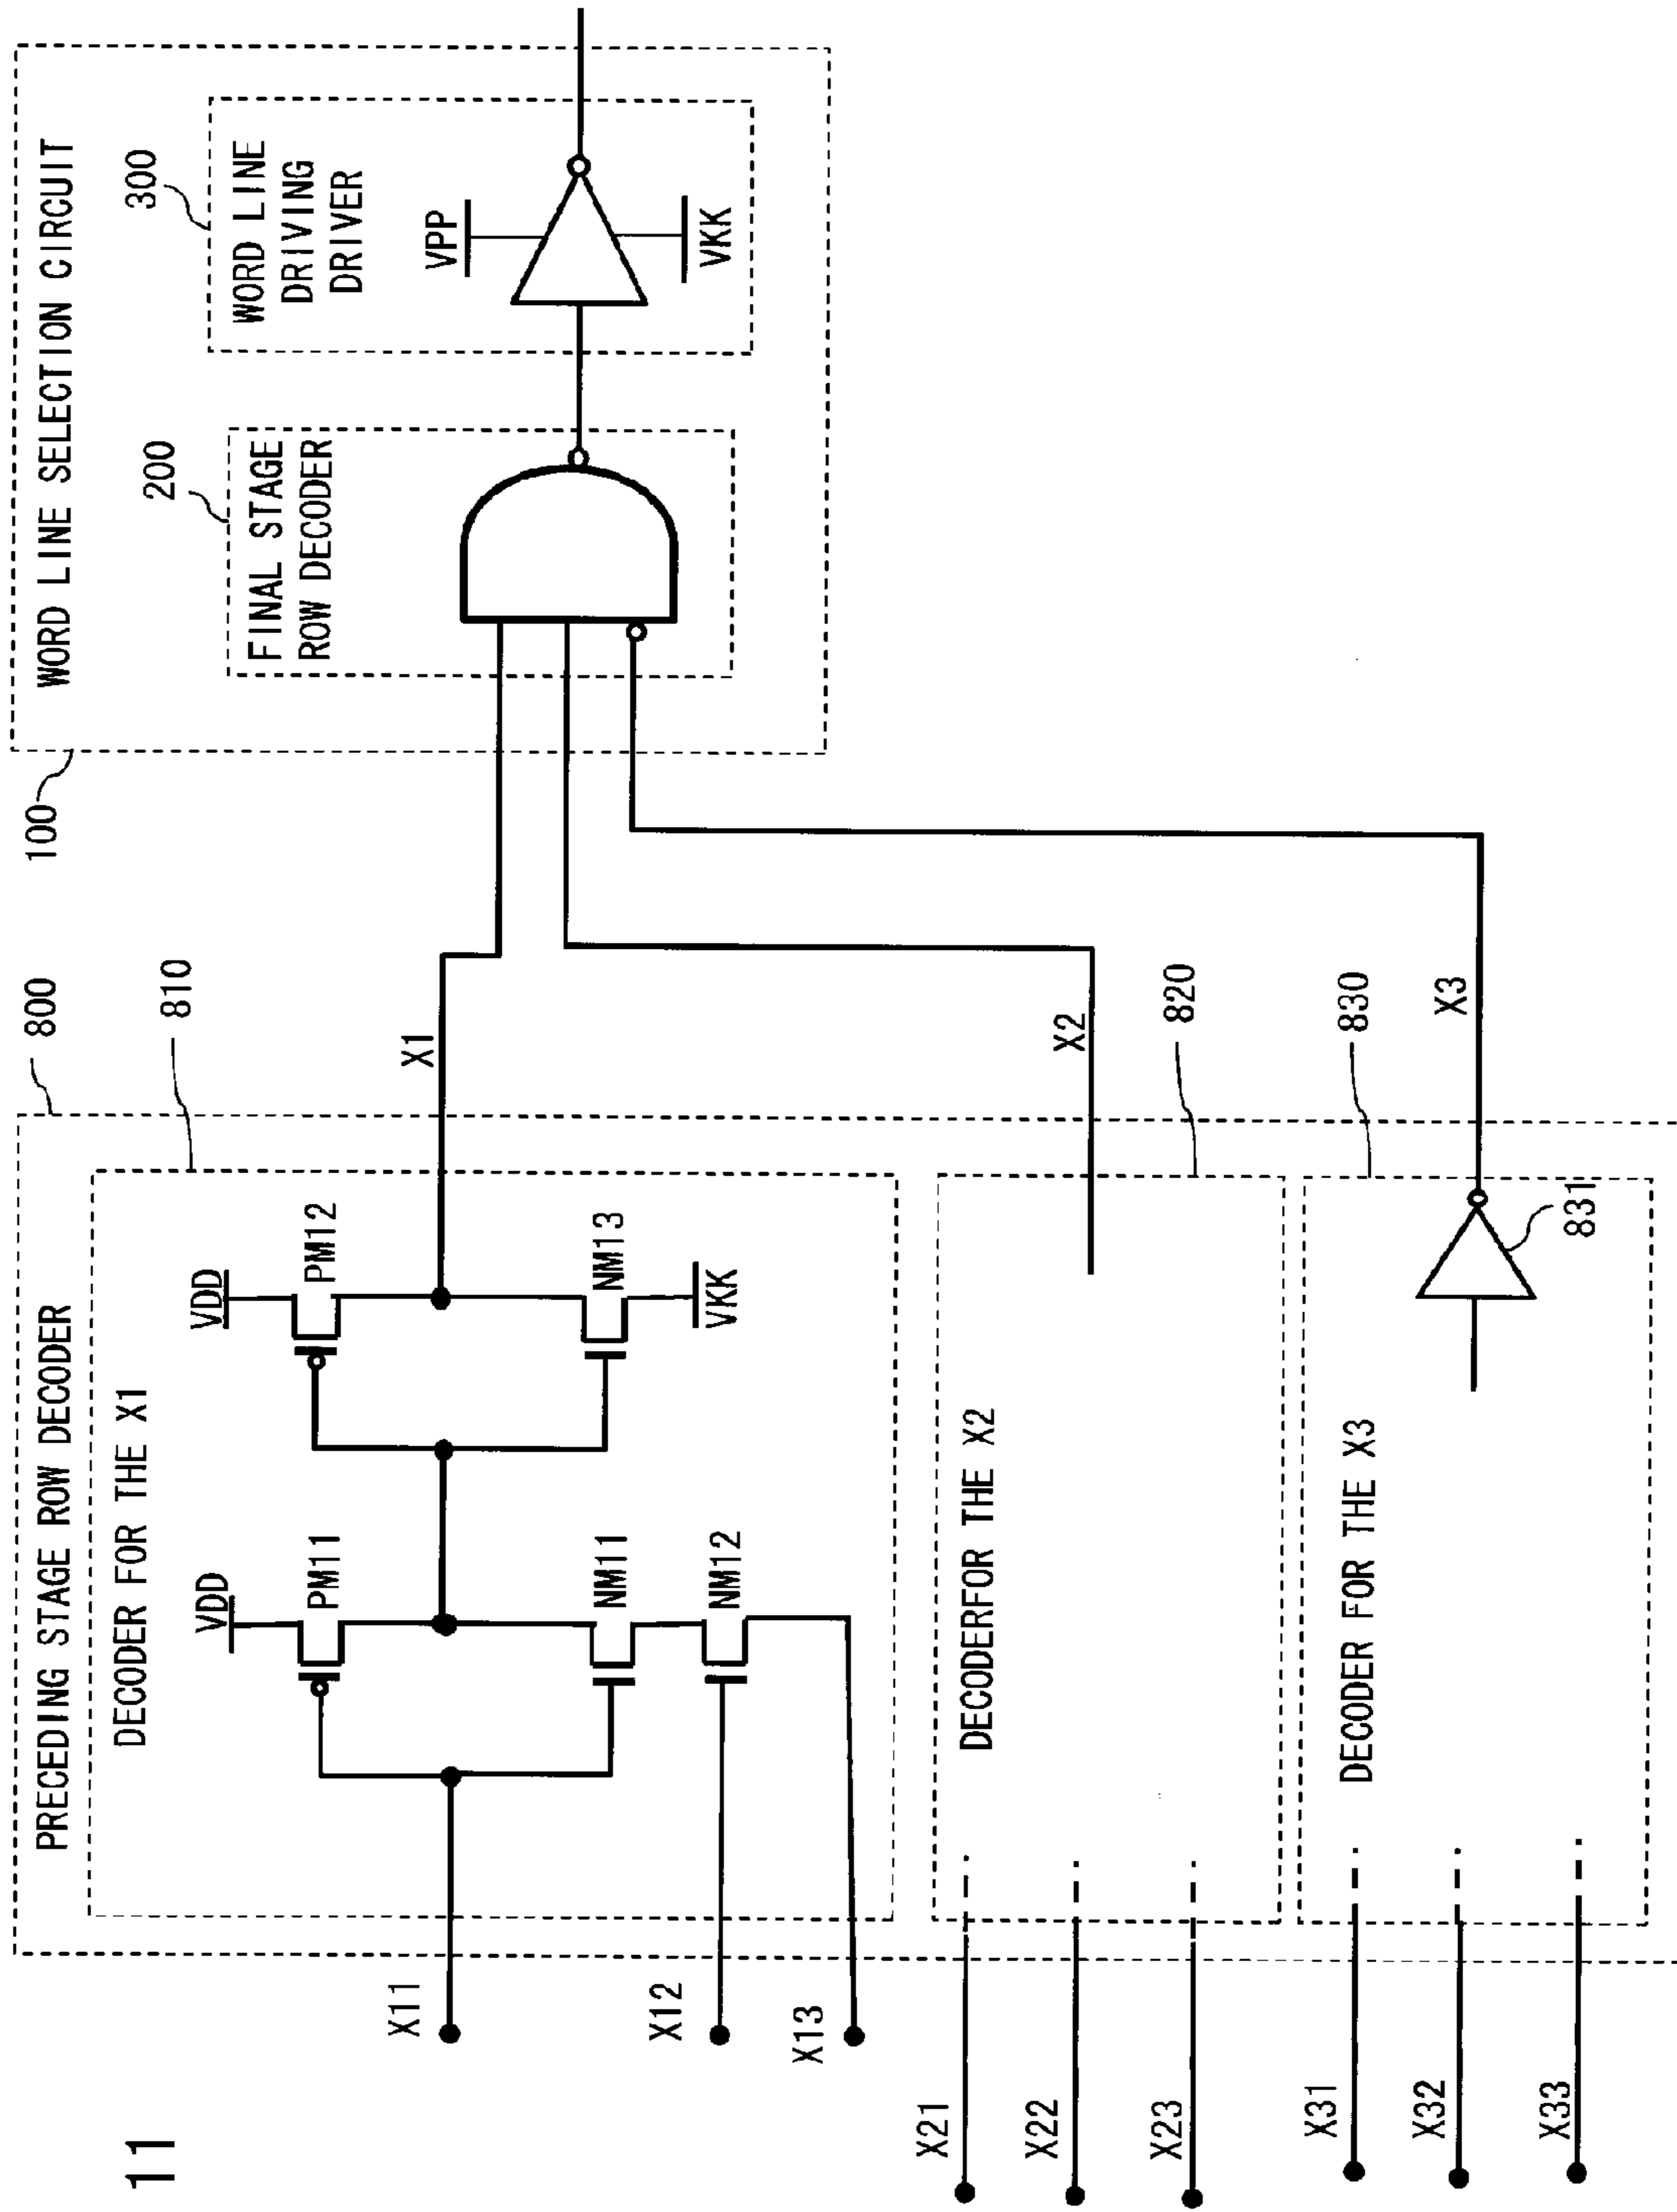 11
PRECEDING STAGE ROW DECODER
800
DECODER FOR THE X1
810
VDD
PM11
NM11
NM12
VDD
PM12
NM13
VKK
X11
X12
X13
X1
DECODERFOR THE X2
820
X21
X22
X23
X2
DECODER FOR THE X3
830
831
X31
X32
X33
X3
100
WORD LINE SELECTION CIRCUIT
200
FINAL STAGE
ROW DECODER
300
WORD LINE
DRIVING
DRIVER
VPP
VKK